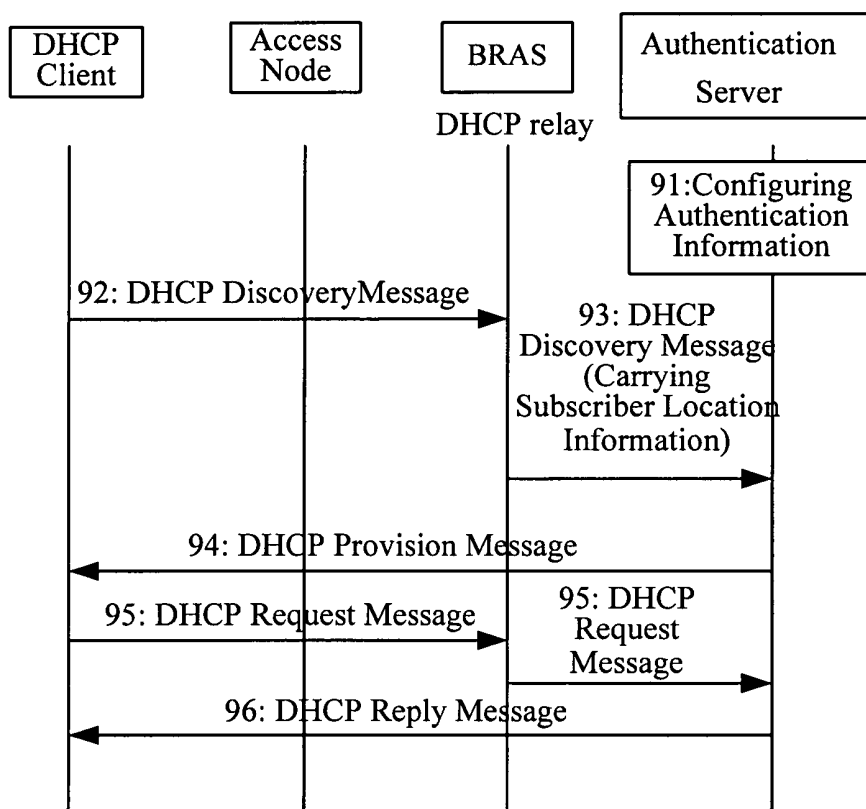 DHCP
Client
Access
Node
BRAS
Authentication
Server
DHCP relay
91:Configuring
Authentication
Information
92: DHCP DiscoveryMessage
93: DHCP
Discovery Message
(Carrying
Subscriber Location
Information)
94: DHCP Provision Message
95: DHCP Request Message
95: DHCP
Request
Message
96: DHCP Reply Message